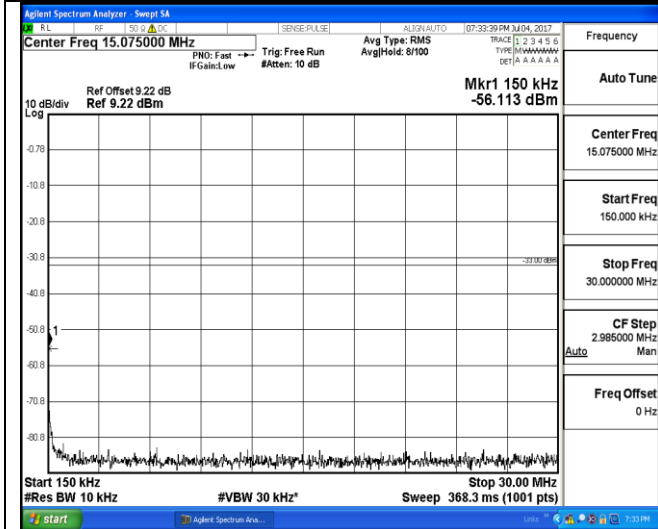 Agilent Spectrum Analyzer - Swept SA
RL RF 50 Ω DC SENSE:PULSE ALIGN AUTO 07:33:39 PM Jul 04, 2017
Center Freq 15.075000 MHz
PNO: Fast
IFGain:Low
Trig: Free Run
#Atten: 10 dB
Avg Type: RMS
Avg|Hold: 8/100
TRACE 1 2 3 4 5 6
TYPE MWWWWW
DET A A A A A A
Ref Offset 9.22 dB
10 dB/div Ref 9.22 dBm
Log
Mkr1 150 kHz
-56.113 dBm
-0.78
-10.8
-20.8
-30.8
-33.00 dBm
-40.8
-50.8
1
-60.8
-70.8
-80.8
Start 150 kHz Stop 30.00 MHz
#Res BW 10 kHz #VBW 30 kHz* Sweep 368.3 ms (1001 pts)
Frequency
Auto Tune
Center Freq
15.075000 MHz
Start Freq
150.000 kHz
Stop Freq
30.000000 MHz
CF Step
2.985000 MHz
Auto Man
Freq Offset
0 Hz
start Agilent Spectrum Ana... Links » 7:33 PM